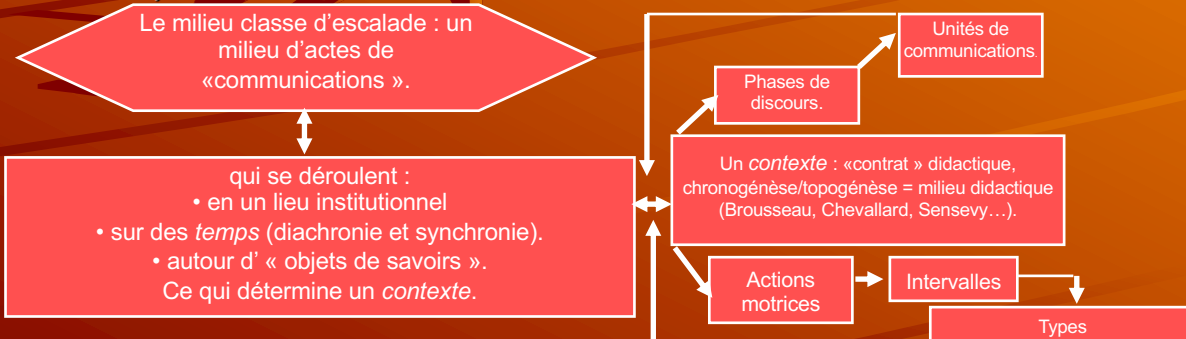 Le milieu classe d’escalade : un
milieu d’actes de
«communications ».
qui se déroulent :
• en un lieu institutionnel
• sur des temps (diachronie et synchronie).
• autour d’ « objets de savoirs ».
Ce qui détermine un contexte.
Unités de
communications.
Phases de
discours.
Un contexte : «contrat » didactique,
chronogénèse/topogénèse = milieu didactique
(Brousseau, Chevallard, Sensevy…).
Actions
motrices
Intervalles
Types